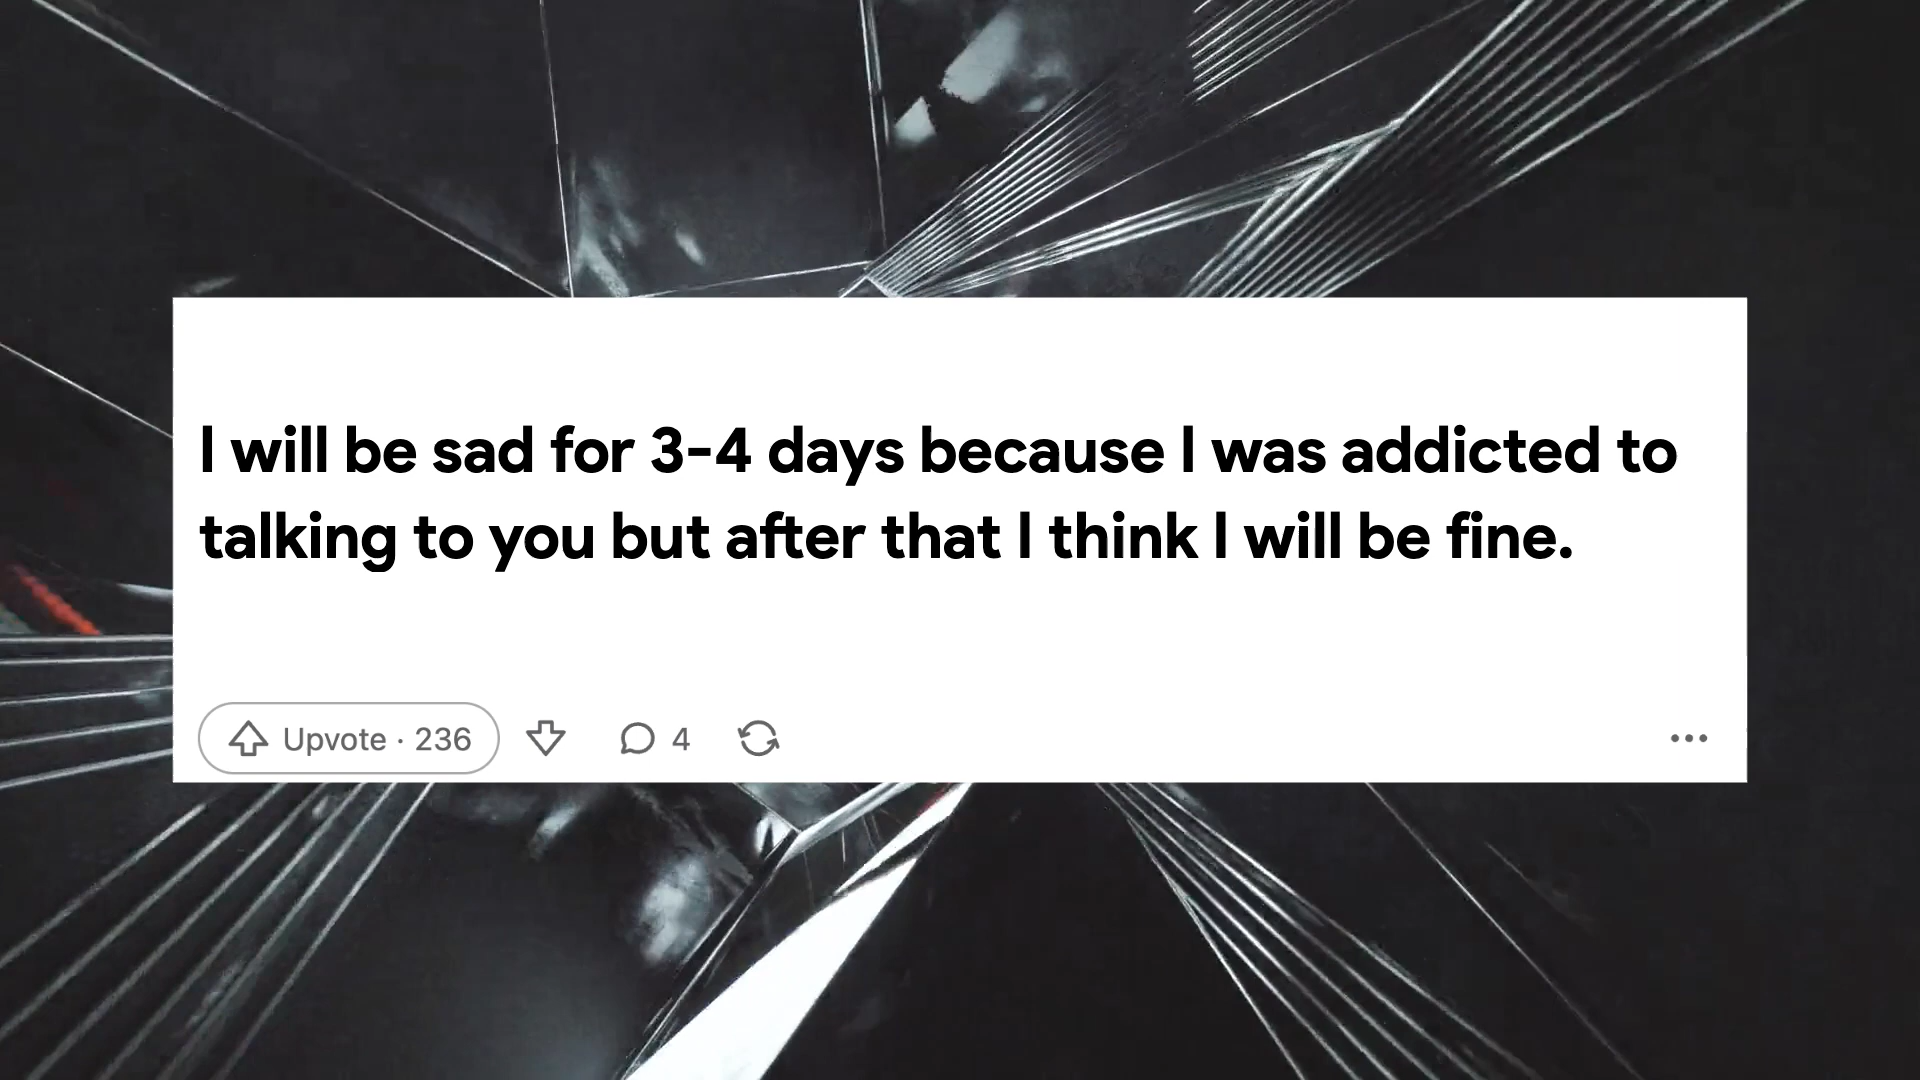 I will be sad for 3-4 days because I was addicted to
talking to you but after that I think I will be fine.
Upvote · 236
4